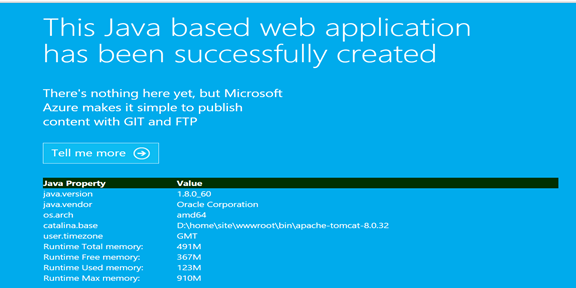 This Java based web application
has been successfully created
There's nothing here yet, but Microsoft
Azure makes it simple to publish
content with GIT and FTP
Tell me more
Java Property Value
java.version 1.8.0_60
java.vendor Oracle Corporation
os.arch amd64
catalina.base D:\home\site\wwwroot\bin\apache-tomcat-8.0.32
user.timezone GMT
Runtime Total memory: 491M
Runtime Free memory: 367M
Runtime Used memory: 123M
Runtime Max memory: 910M